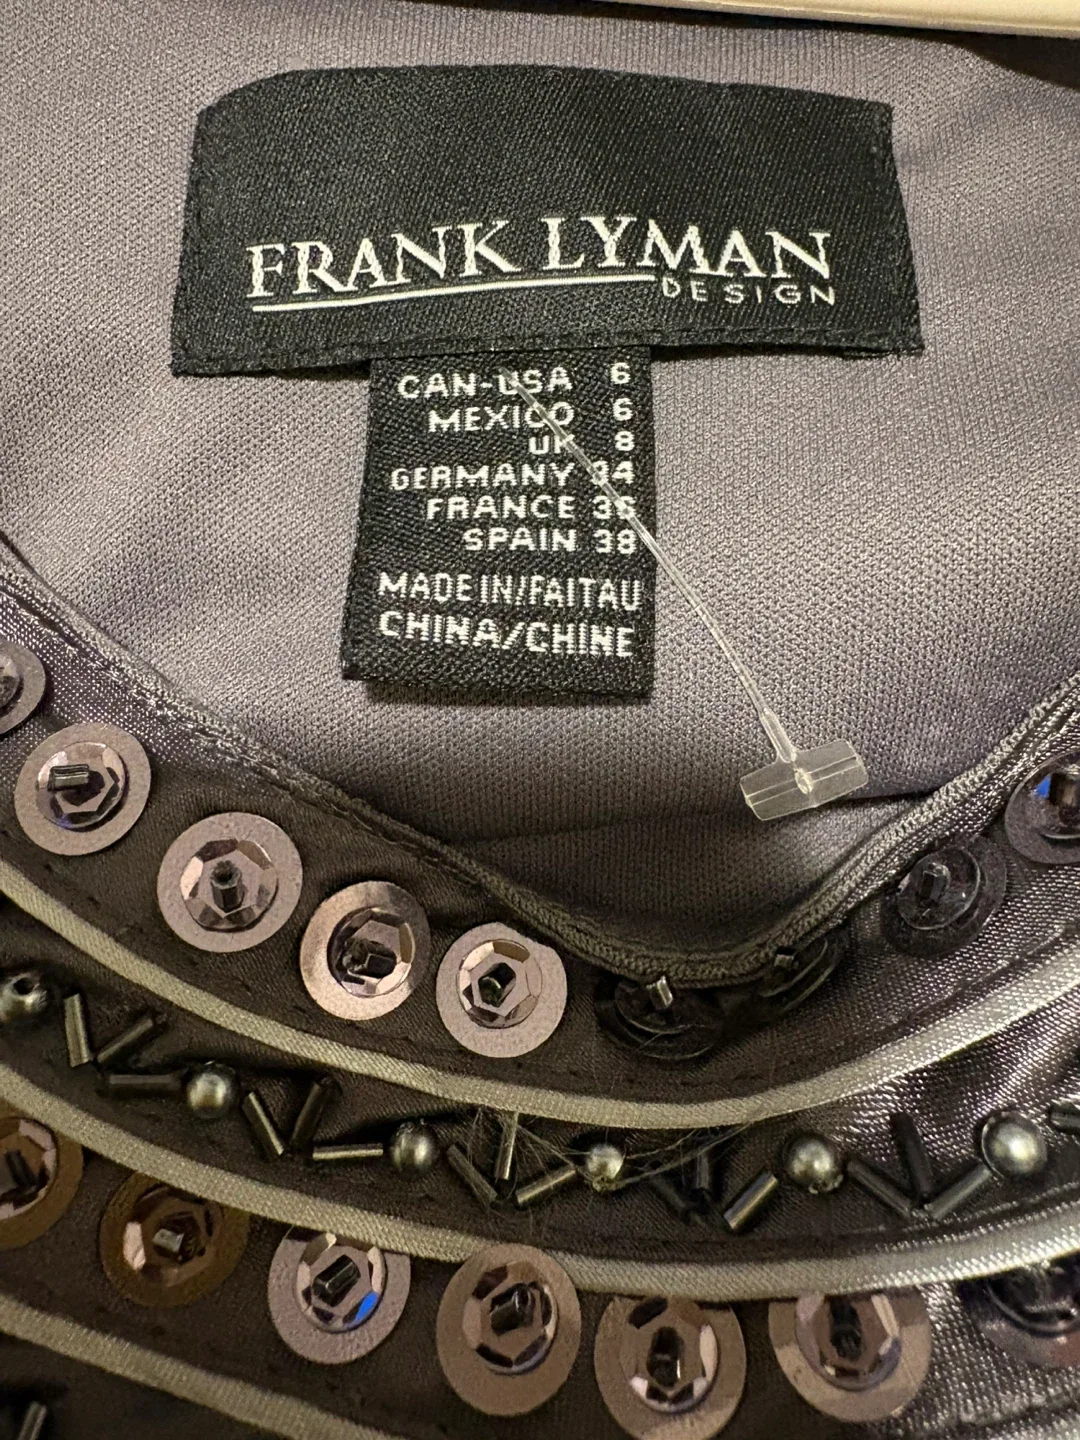 FRANK LYMAN
DESIGN
CAN-USA 6
MEXICO 6
UK 8
GERMANY 34
FRANCE 36
SPAIN 38
MADE IN/FAIT AU
CHINA/CHINE